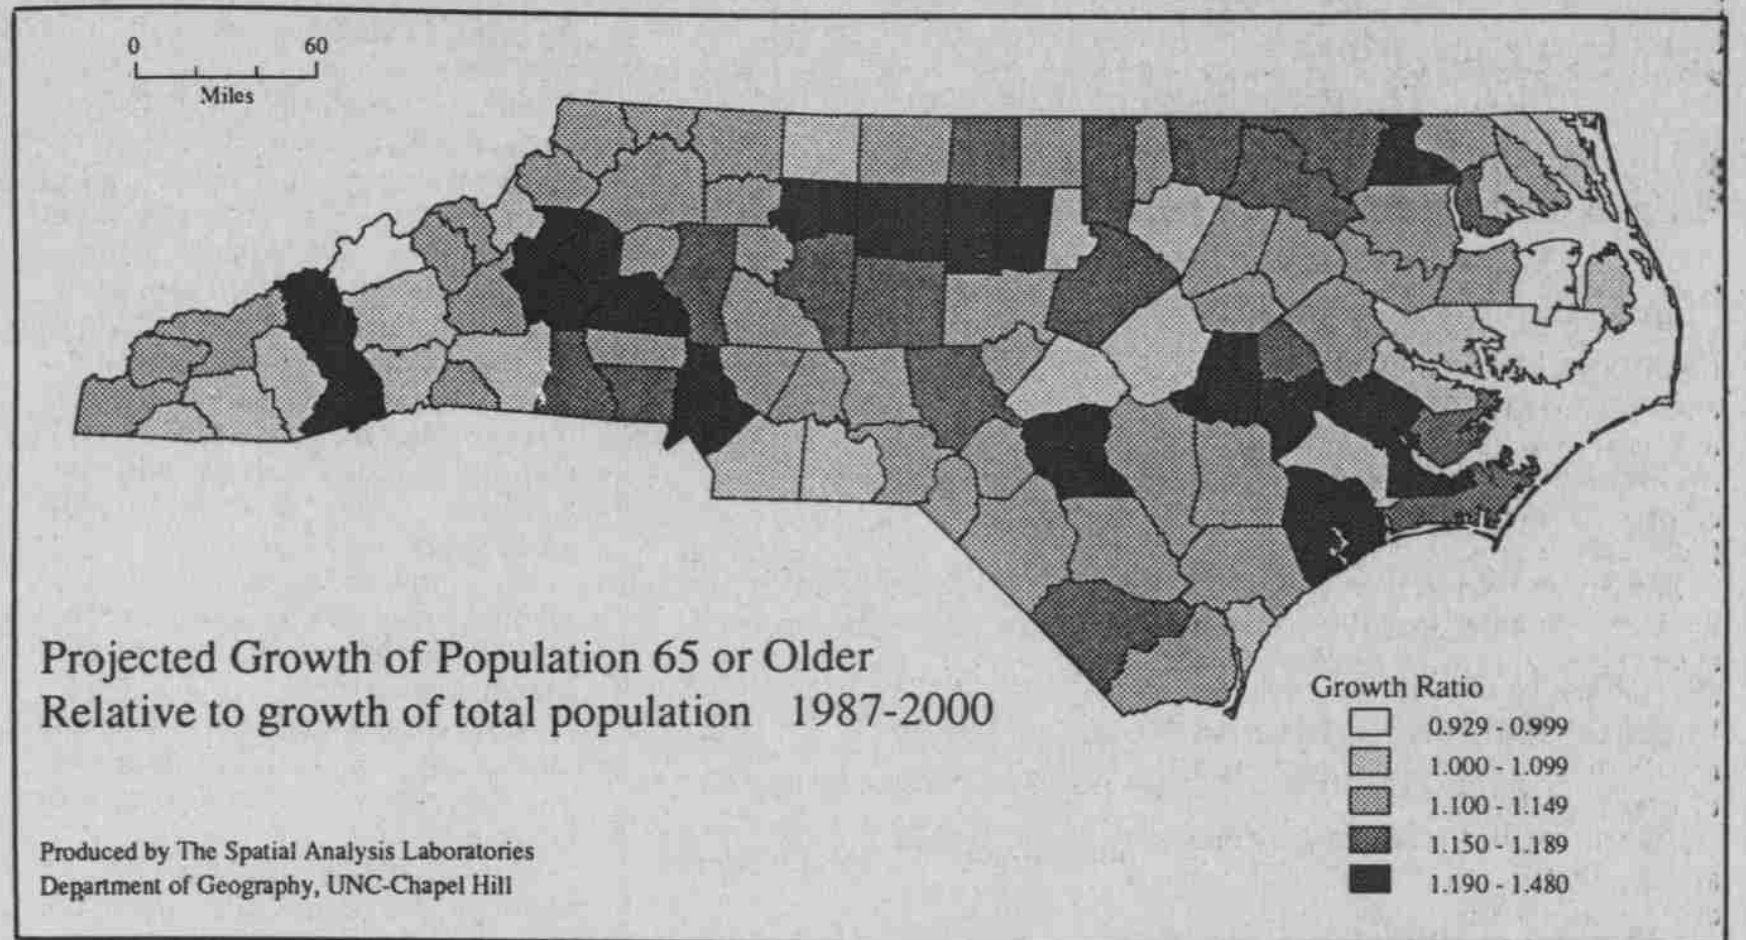 0 60
Miles
Projected Growth of Population 65 or Older
Relative to growth of total population 1987-2000
Growth Ratio
0.929 - 0.999
1.000 - 1.099
1.100 - 1.149
1.150 - 1.189
1.190 - 1.480
Produced by The Spatial Analysis Laboratories
Department of Geography, UNC-Chapel Hill